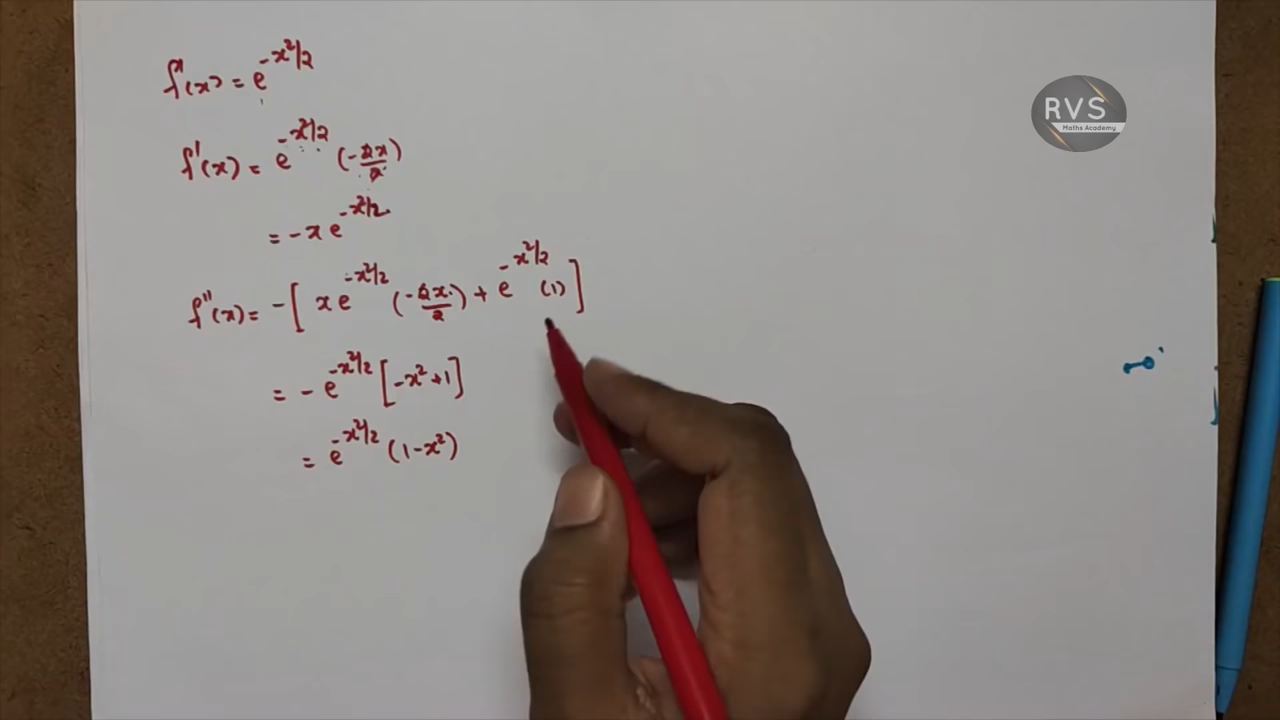 f'(x) = e^{-x²/2}
f'(x) = e^{-x²/2} (-2x/2)
= -x e^{-x²/2}
f''(x) = -[ x e^{-x²/2} (-2x/2) + e^{-x²/2} (1) ]
= - e^{-x²/2} [-x²+1]
= e^{-x²/2} (1-x²)
RVS
Maths Academy